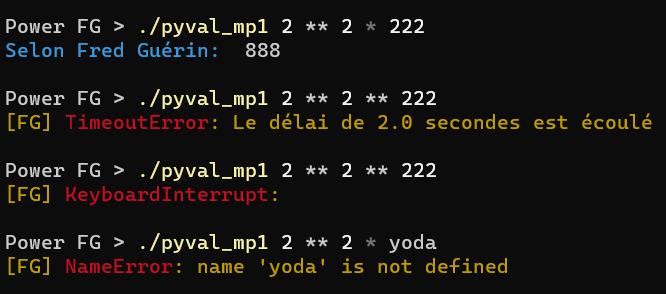 Power FG > ./pyval_mp1 2 ** 2 * 222
Selon Fred Guérin:  888
Power FG > ./pyval_mp1 2 ** 2 ** 222
[FG] TimeoutError: Le délai de 2.0 secondes est écoulé
Power FG > ./pyval_mp1 2 ** 2 ** 222
[FG] KeyboardInterrupt:
Power FG > ./pyval_mp1 2 ** 2 * yoda
[FG] NameError: name 'yoda' is not defined